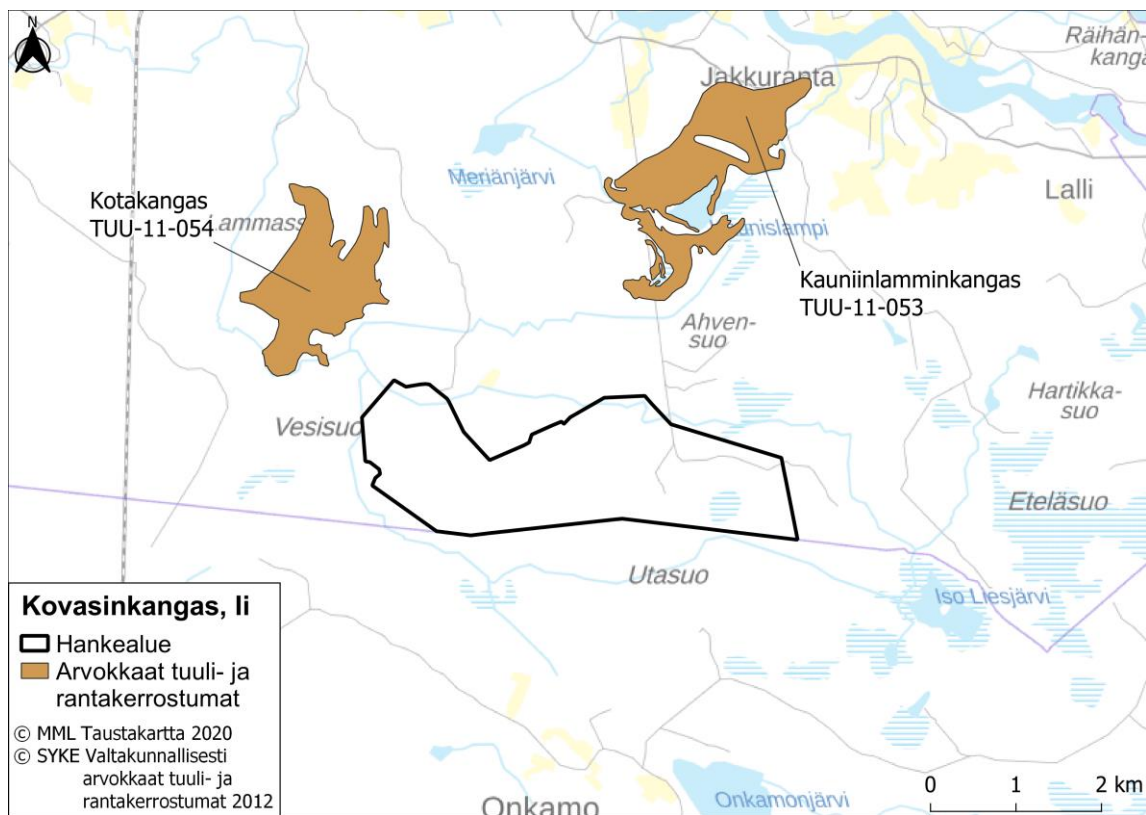 N
Räihän-
kanga
Jakkuranta
Meriänjärvi
Lalli
Kotakangas
TUU-11-054
ammass
nislampi
Kauniinlamminkangas
TUU-11-053
Ahven-
suo
Hartikka-
suo
Vesisuo
Eteläsuo
Utasuo
Iso Liesjärvi
Kovasinkangas, Ii
Hankealue
Arvokkaat tuuli- ja
rantakerrostumat
© MML Taustakartta 2020
© SYKE Valtakunnallisesti
arvokkaat tuuli- ja
rantakerrostumat 2012
Onkamo
Onkamonjärvi
0 1 2 km